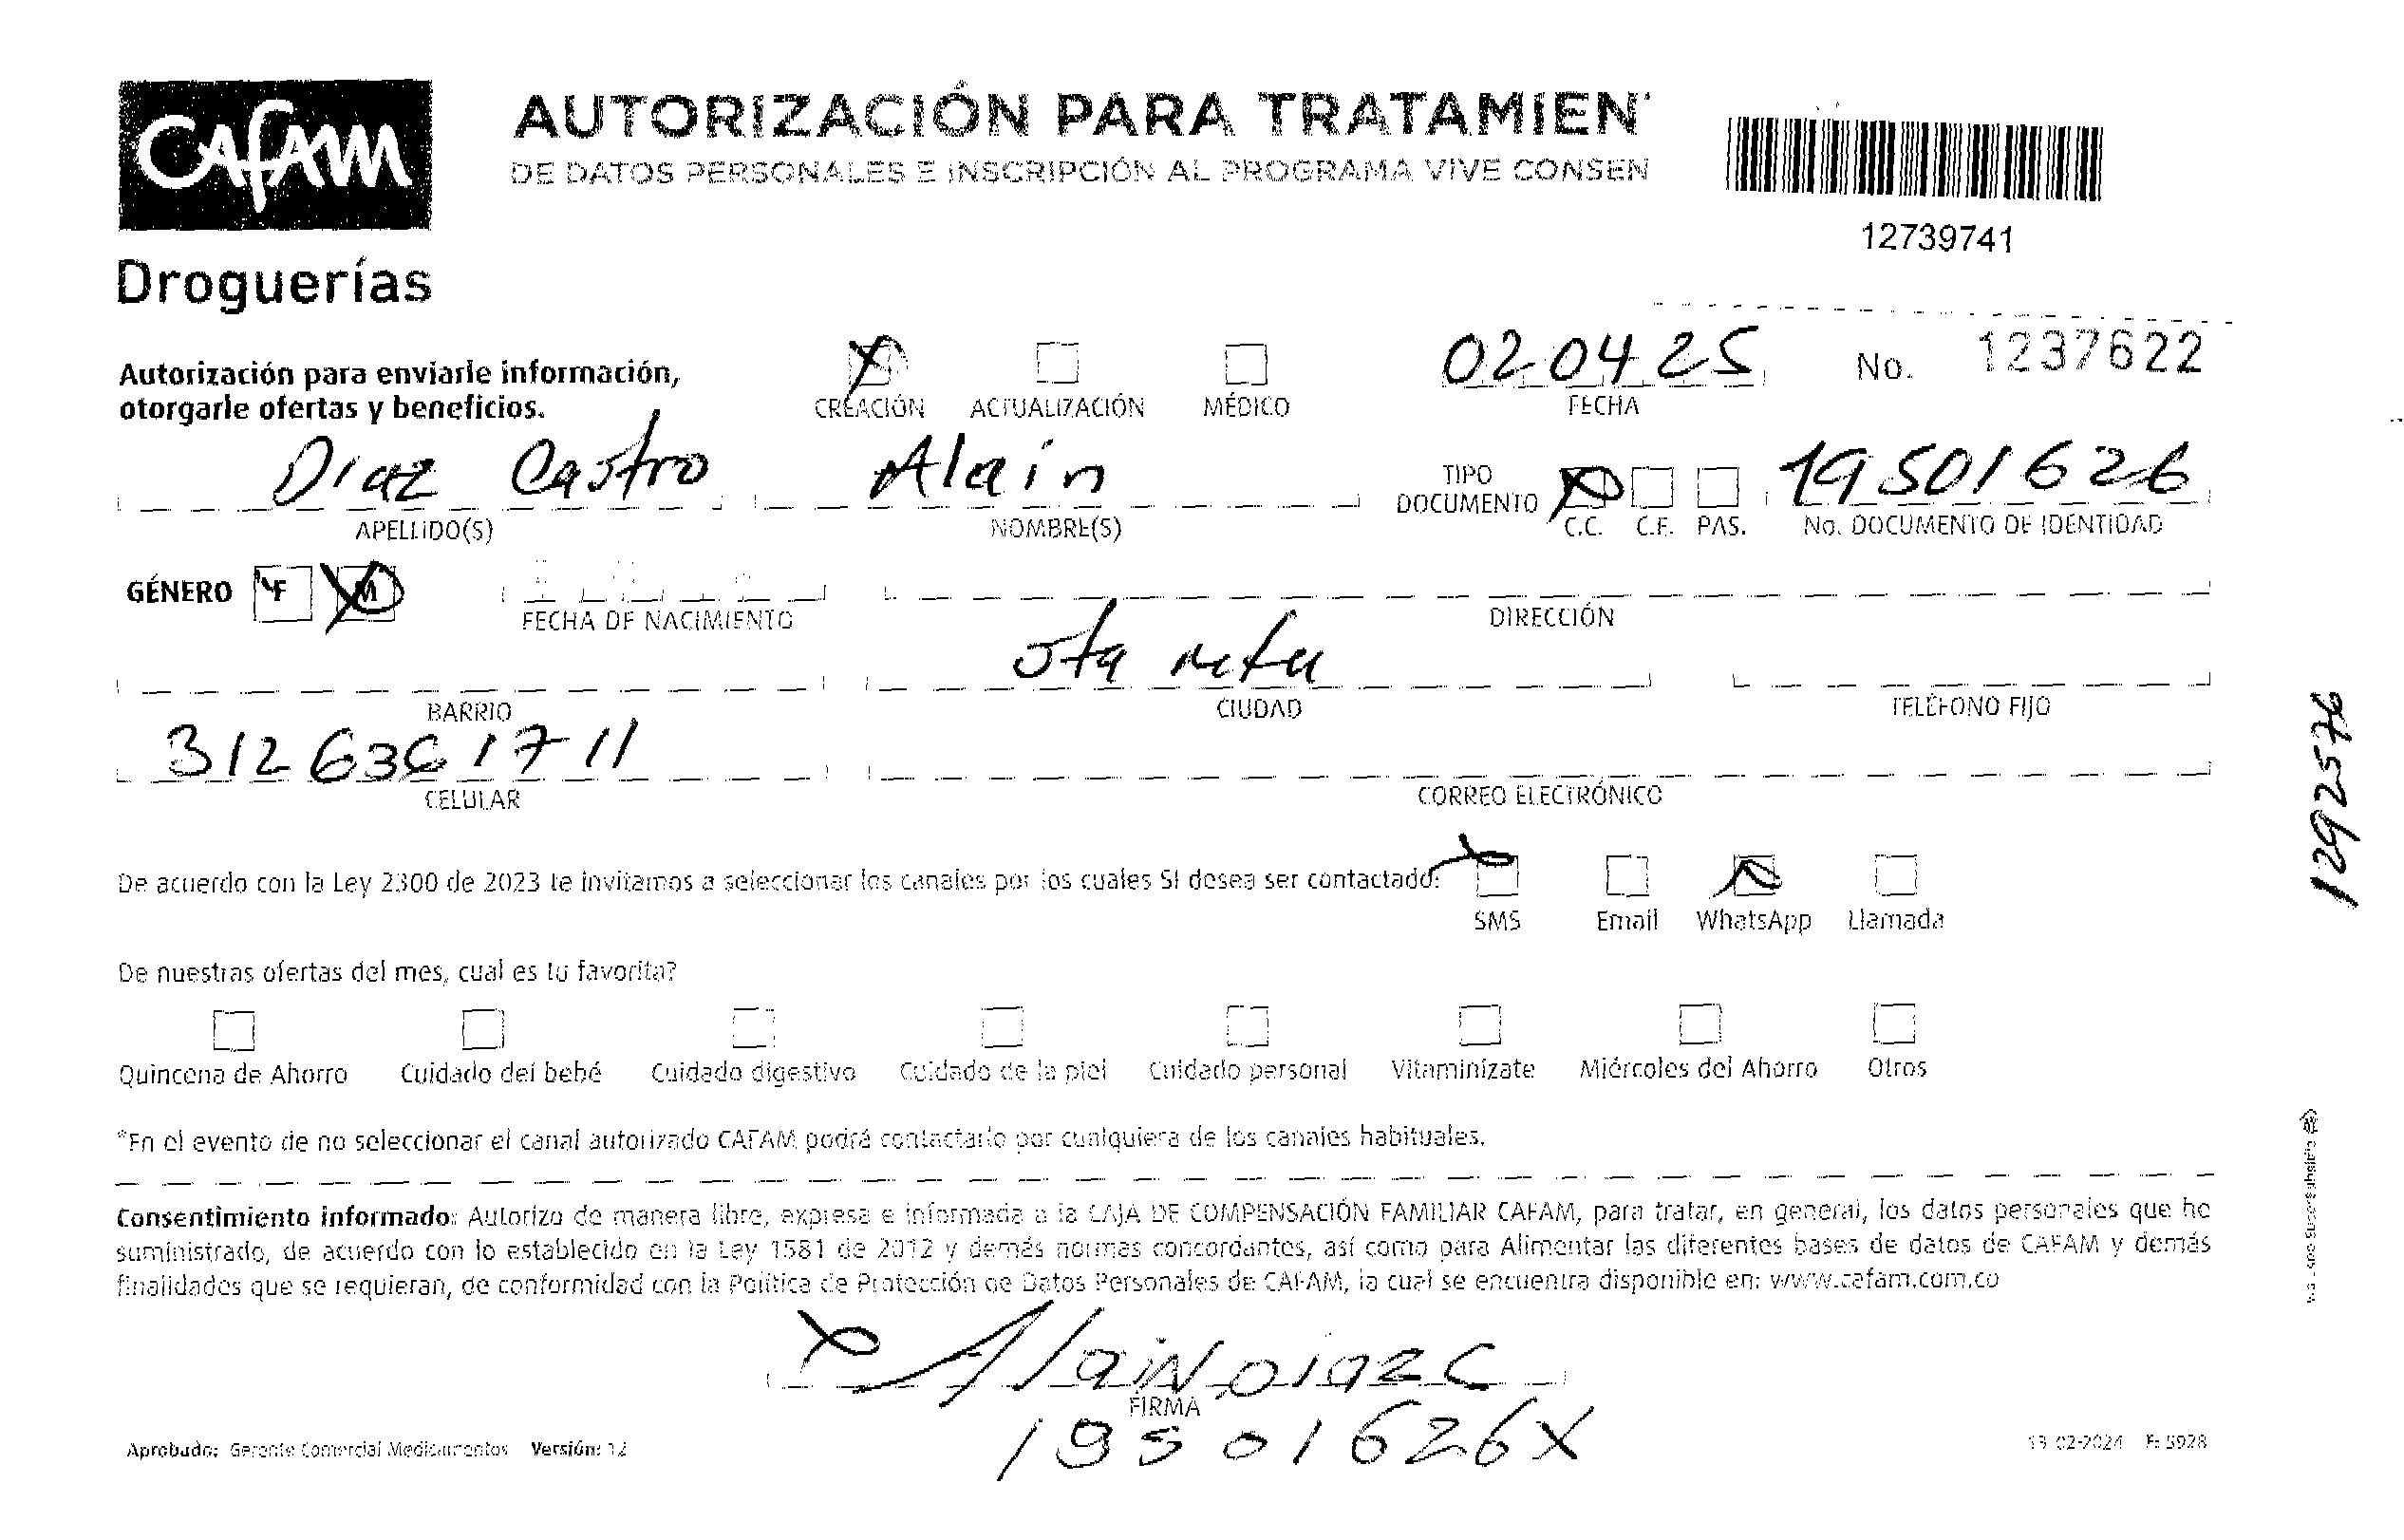 CAFAM
Droguerías
AUTORIZACIÓN PARA TRATAMIEN
DE DATOS PERSONALES E INSCRIPCIÓN AL PROGRAMA VIVE CONSEN
12739741
Autorización para enviarle información,
otorgarle ofertas y beneficios.
CREACIÓN ACTUALIZACIÓN MÉDICO
020425
FECHA
No. 1237622
Diaz Castro Alain
APELLIDO(S) NOMBRE(S)
TIPO DOCUMENTO C.C. C.E. PAS.
19501626
No. DOCUMENTO DE IDENTIDAD
GÉNERO F M
FECHA DE NACIMIENTO DIRECCIÓN
Sta
BARRIO CIUDAD TELÉFONO FIJO
3126361711
CELULAR CORREO ELECTRÓNICO
1292576
De acuerdo con la Ley 2300 de 2023 te invitamos a seleccionar los canales por los cuales SI desea ser contactado:
SMS Email WhatsApp Llamada
De nuestras ofertas del mes, cual es tu favorita?
Quincena de Ahorro Cuidado del bebé Cuidado digestivo Cuidado de la piel Cuidado personal Vitaminízate Miércoles del Ahorro Otros
*En el evento de no seleccionar el canal autorizado CAFAM podrá contactarlo por cualquiera de los canales habituales.
Consentimiento informado: Autorizo de manera libre, expresa e informada a la CAJA DE COMPENSACIÓN FAMILIAR CAFAM, para tratar, en general, los datos personales que he
suministrado, de acuerdo con lo establecido en la Ley 1581 de 2012 y demás normas concordantes, así como para Alimentar las diferentes bases de datos de CAFAM y demás
finalidades que se requieran, de conformidad con la Política de Protección de Datos Personales de CAFAM, la cual se encuentra disponible en: www.cafam.com.co
Alain Diaz C
FIRMA
19501626X
Aprobado: Gerente Comercial Medicamentos Versión: 12
13-02-2024 F: 5928